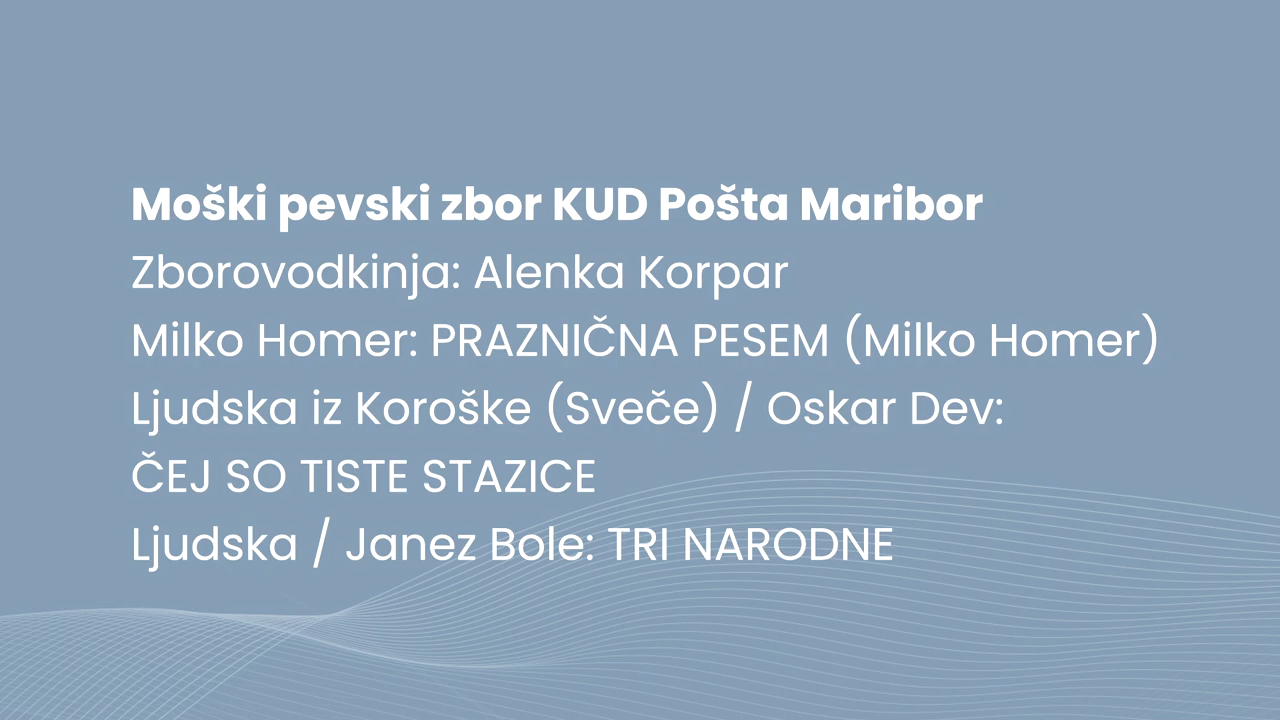 Moški pevski zbor KUD Pošta Maribor
Zborovodkinja: Alenka Korpar
Milko Homer: PRAZNIČNA PESEM (Milko Homer)
Ljudska iz Koroške (Sveče) / Oskar Dev:
ČEJ SO TISTE STAZICE
Ljudska / Janez Bole: TRI NARODNE